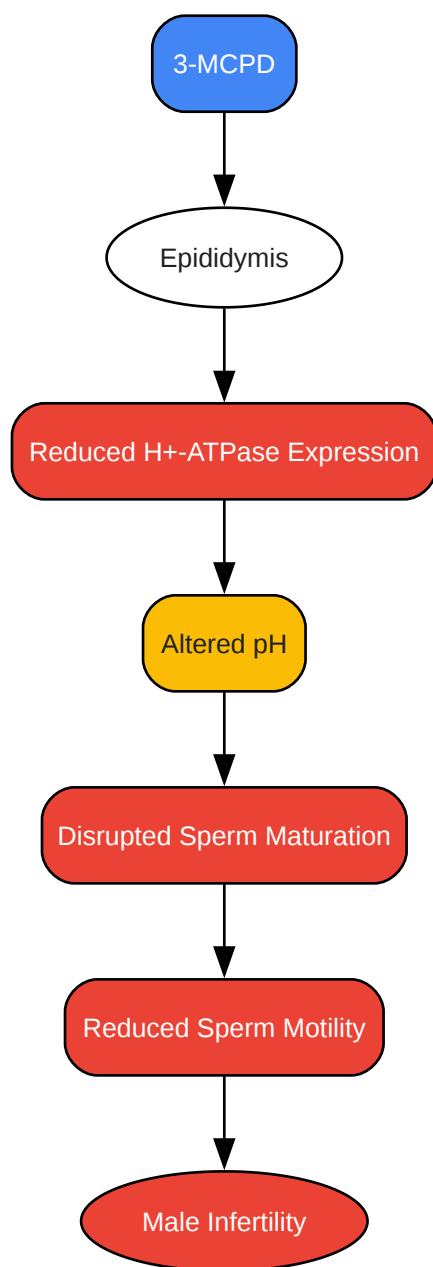 3-MCPD
Epididymis
Reduced H+-ATPase Expression
Altered pH
Disrupted Sperm Maturation
Reduced Sperm Motility
Male Infertility